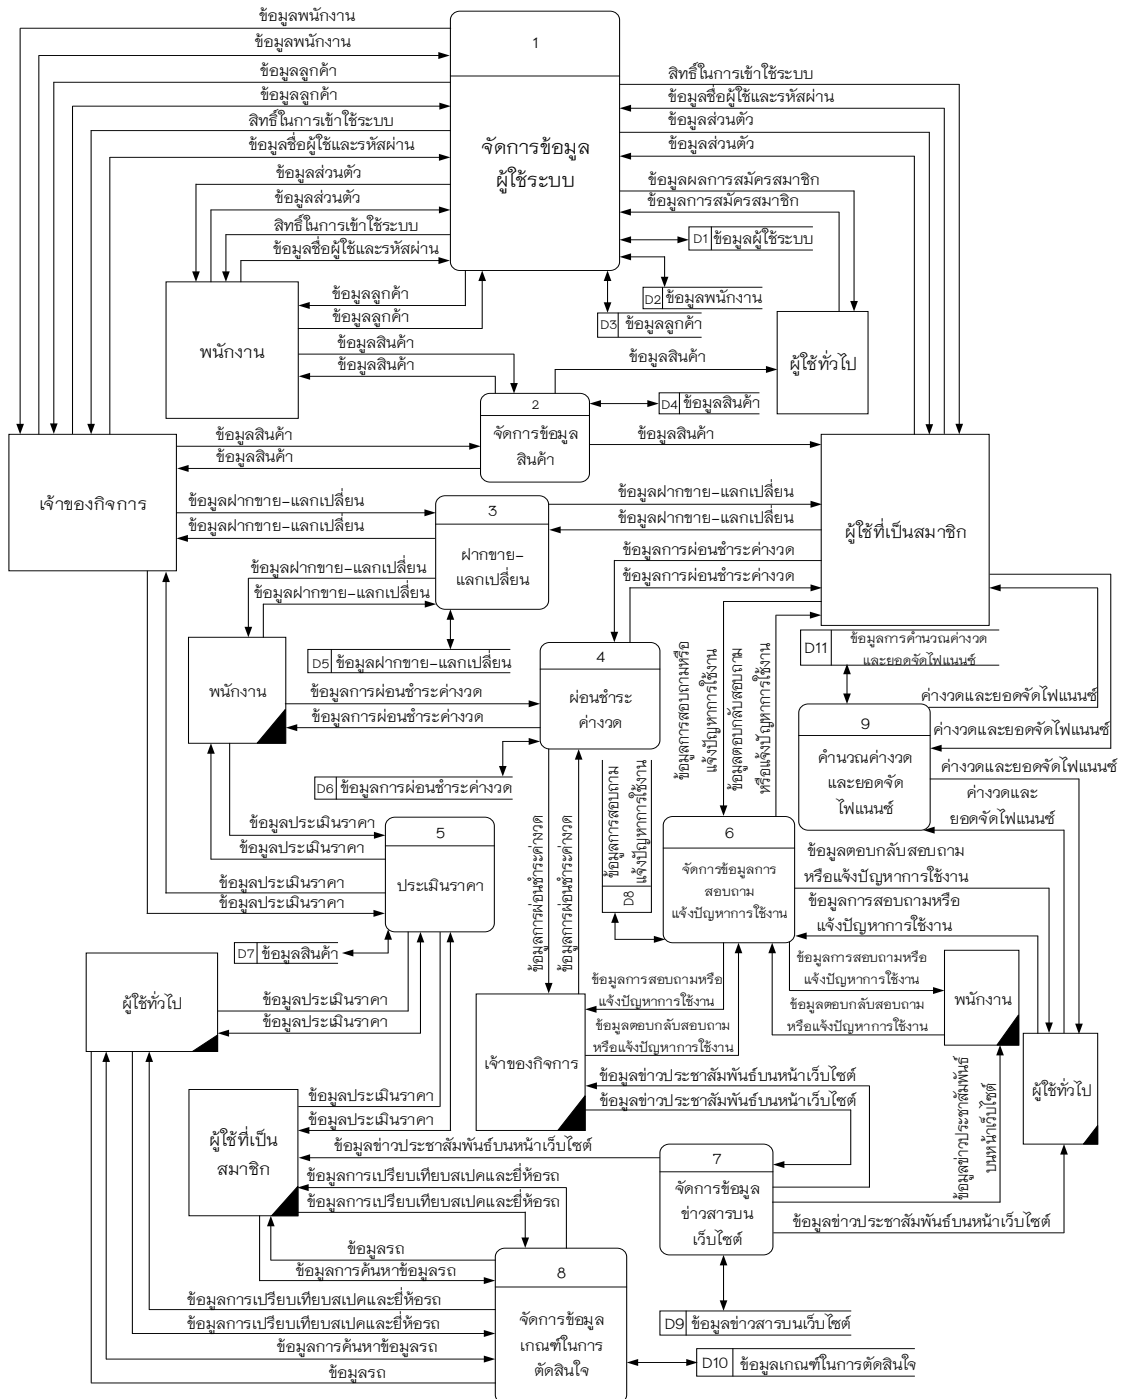 ข้อมูลพนักงาน
ข้อมูลพนักงาน
ข้อมูลลูกค้า
ข้อมูลลูกค้า
สิทธิ์ในการเข้าใช้ระบบ
ข้อมูลชื่อผู้ใช้และรหัสผ่าน
ข้อมูลส่วนตัว
ข้อมูลส่วนตัว
สิทธิ์ในการเข้าใช้ระบบ
ข้อมูลชื่อผู้ใช้และรหัสผ่าน
1
จัดการข้อมูล
ผู้ใช้ระบบ
สิทธิ์ในการเข้าใช้ระบบ
ข้อมูลชื่อผู้ใช้และรหัสผ่าน
ข้อมูลส่วนตัว
ข้อมูลส่วนตัว
ข้อมูลผลการสมัครสมาชิก
ข้อมูลการสมัครสมาชิก
D1 ข้อมูลผู้ใช้ระบบ
D2 ข้อมูลพนักงาน
D3 ข้อมูลลูกค้า
พนักงาน
ข้อมูลลูกค้า
ข้อมูลลูกค้า
ข้อมูลสินค้า
ข้อมูลสินค้า
ข้อมูลสินค้า
ผู้ใช้ทั่วไป
2
จัดการข้อมูล
สินค้า
D4 ข้อมูลสินค้า
ข้อมูลสินค้า
ข้อมูลสินค้า
ข้อมูลสินค้า
เจ้าของกิจการ
ผู้ใช้ที่เป็นสมาชิก
ข้อมูลฝากขาย-แลกเปลี่ยน
ข้อมูลฝากขาย-แลกเปลี่ยน
3
ฝากขาย-
แลกเปลี่ยน
ข้อมูลฝากขาย-แลกเปลี่ยน
ข้อมูลฝากขาย-แลกเปลี่ยน
ข้อมูลฝากขาย-แลกเปลี่ยน
ข้อมูลฝากขาย-แลกเปลี่ยน
ข้อมูลการผ่อนชำระค่างวด
ข้อมูลการผ่อนชำระค่างวด
D5 ข้อมูลฝากขาย-แลกเปลี่ยน
พนักงาน
ข้อมูลการผ่อนชำระค่างวด
ข้อมูลการผ่อนชำระค่างวด
4
ผ่อนชำระ
ค่างวด
D6 ข้อมูลการผ่อนชำระค่างวด
ข้อมูลการสอบถามหรือ
แจ้งปัญหาการใช้งาน
ข้อมูลตอบกลับสอบถาม
หรือแจ้งปัญหาการใช้งาน
D11 ข้อมูลการคำนวณค่างวด
และยอดจัดไฟแนนซ์
9
คำนวณค่างวด
และยอดจัด
ไฟแนนซ์
ค่างวดและยอดจัดไฟแนนซ์
ค่างวดและยอดจัดไฟแนนซ์
ค่างวดและยอดจัดไฟแนนซ์
ค่างวดและ
ยอดจัดไฟแนนซ์
ข้อมูลประเมินราคา
ข้อมูลประเมินราคา
ข้อมูลประเมินราคา
ข้อมูลประเมินราคา
5
ประเมินราคา
D7 ข้อมูลสินค้า
ข้อมูลการผ่อนชำระค่างวด
ข้อมูลการผ่อนชำระค่างวด
D8 ข้อมูลการสอบถาม
แจ้งปัญหาการใช้งาน
6
จัดการข้อมูลการ
สอบถาม
แจ้งปัญหาการใช้งาน
ข้อมูลตอบกลับสอบถาม
หรือแจ้งปัญหาการใช้งาน
ข้อมูลการสอบถามหรือ
แจ้งปัญหาการใช้งาน
ข้อมูลการสอบถามหรือ
แจ้งปัญหาการใช้งาน
ข้อมูลตอบกลับสอบถาม
หรือแจ้งปัญหาการใช้งาน
พนักงาน
ผู้ใช้ทั่วไป
ข้อมูลประเมินราคา
ข้อมูลประเมินราคา
ข้อมูลการสอบถามหรือ
แจ้งปัญหาการใช้งาน
ข้อมูลตอบกลับสอบถาม
หรือแจ้งปัญหาการใช้งาน
เจ้าของกิจการ
ข้อมูลข่าวประชาสัมพันธ์บนหน้าเว็บไซต์
ข้อมูลข่าวประชาสัมพันธ์บนหน้าเว็บไซต์
ผู้ใช้ทั่วไป
ข้อมูลข่าวประชาสัมพันธ์
บนหน้าเว็บไซต์
ผู้ใช้ที่เป็น
สมาชิก
ข้อมูลประเมินราคา
ข้อมูลประเมินราคา
ข้อมูลข่าวประชาสัมพันธ์บนหน้าเว็บไซต์
ข้อมูลการเปรียบเทียบสเปคและยี่ห้อรถ
ข้อมูลการเปรียบเทียบสเปคและยี่ห้อรถ
7
จัดการข้อมูล
ข่าวสารบน
เว็บไซต์
ข้อมูลข่าวประชาสัมพันธ์บนหน้าเว็บไซต์
ข้อมูลรถ
ข้อมูลการค้นหาข้อมูลรถ
ข้อมูลการเปรียบเทียบสเปคและยี่ห้อรถ
ข้อมูลการเปรียบเทียบสเปคและยี่ห้อรถ
ข้อมูลการค้นหาข้อมูลรถ
ข้อมูลรถ
8
จัดการข้อมูล
เกณฑ์ในการ
ตัดสินใจ
D9 ข้อมูลข่าวสารบนเว็บไซต์
D10 ข้อมูลเกณฑ์ในการตัดสินใจ